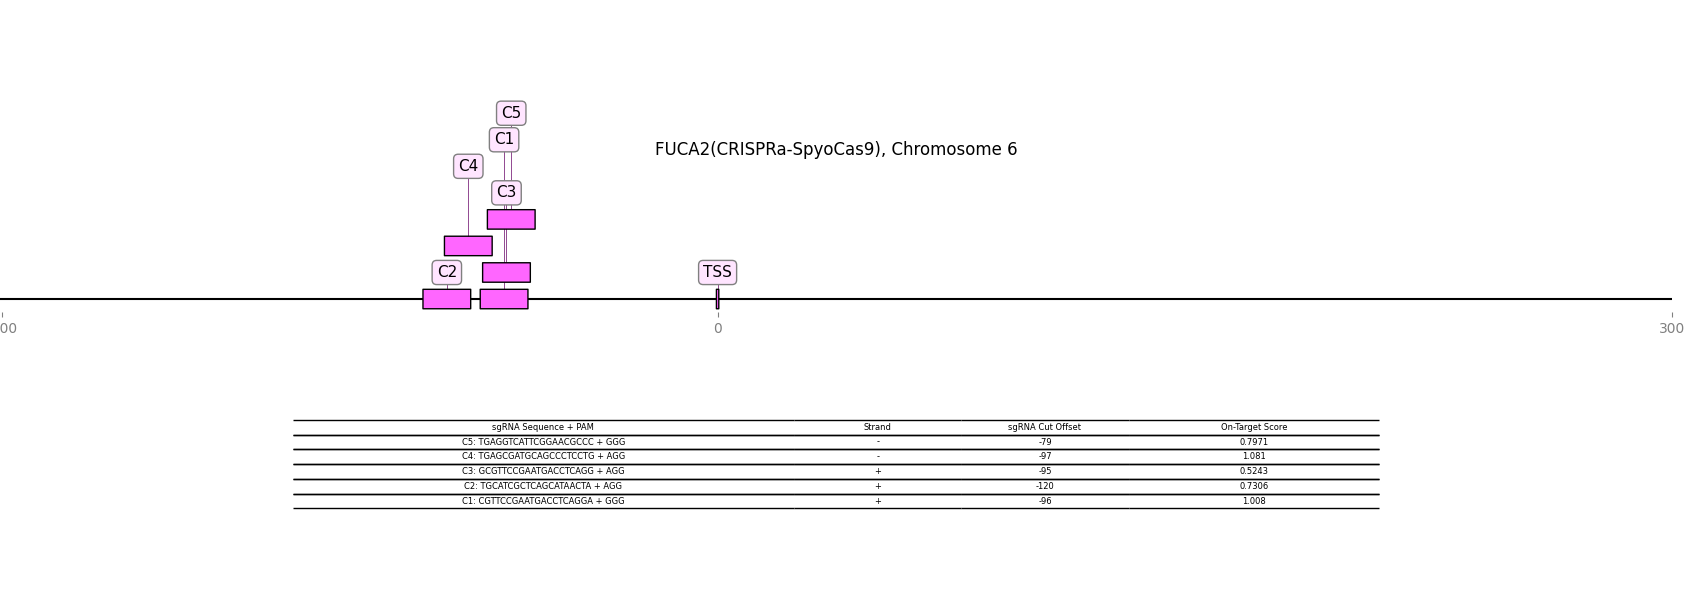 C5
C1
FUCA2(CRISPRa-SpyoCas9), Chromosome 6
C4
C3
C2
TSS
00 0 300
sgRNA Sequence + PAM Strand sgRNA Cut Offset On-Target Score
C5: TGAGGTCATTCGGAACGCCC + GGG - -79 0.7971
C4: TGAGCGATGCAGCCCTCCTG + AGG - -97 1.081
C3: GCGTTCCGAATGACCTCAGG + AGG + -95 0.5243
C2: TGCATCGCTCAGCATAACTA + AGG + -120 0.7306
C1: CGTTCCGAATGACCTCAGGA + GGG + -96 1.008